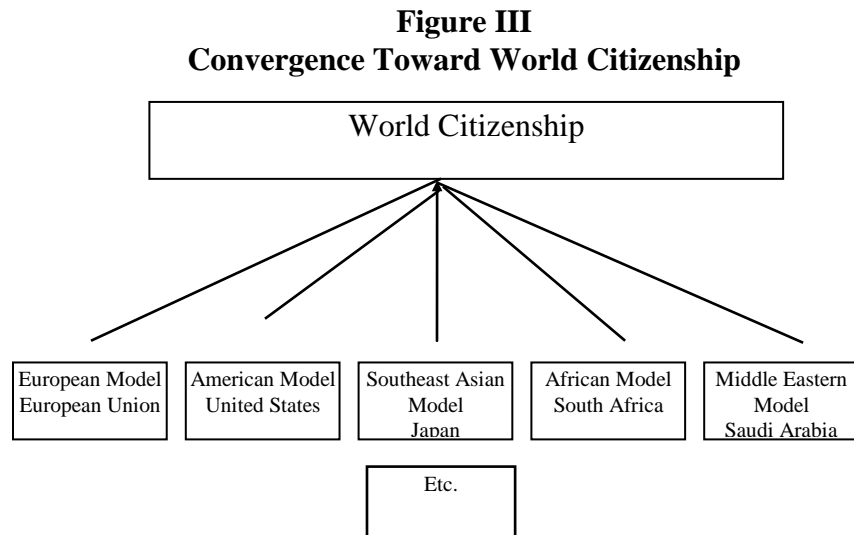 Figure III
Convergence Toward World Citizenship
World Citizenship
European Model
European Union
American Model
United States
Southeast Asian
Model
Japan
African Model
South Africa
Middle Eastern
Model
Saudi Arabia
Etc.